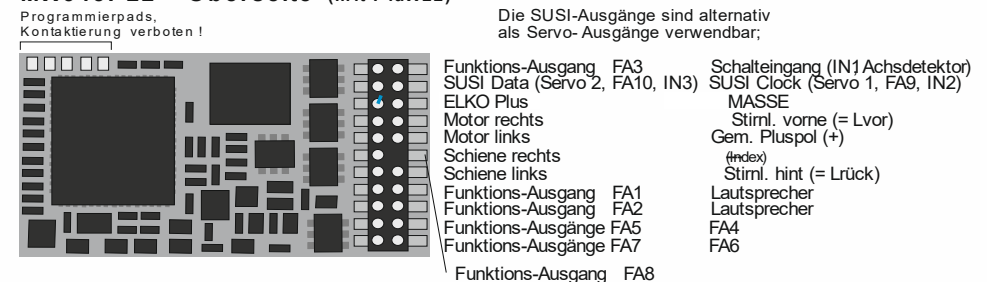 Programmierpads,
Kontaktierung verboten !
Die SUSI-Ausgänge sind alternativ
als Servo- Ausgänge verwendbar;
Funktions-Ausgang FA3 Schalteingang (IN1 Achsdetektor)
SUSI Data (Servo 2, FA10, IN3) SUSI Clock (Servo 1, FA9, IN2)
ELKO Plus MASSE
Motor rechts Stirnl. vorne (= Lvor)
Motor links Gem. Pluspol (+)
Schiene rechts (Index)
Schiene links Stirnl. hint (= Lrück)
Funktions-Ausgang FA1 Lautsprecher
Funktions-Ausgang FA2 Lautsprecher
Funktions-Ausgänge FA5 FA4
Funktions-Ausgänge FA7 FA6
Funktions-Ausgang FA8